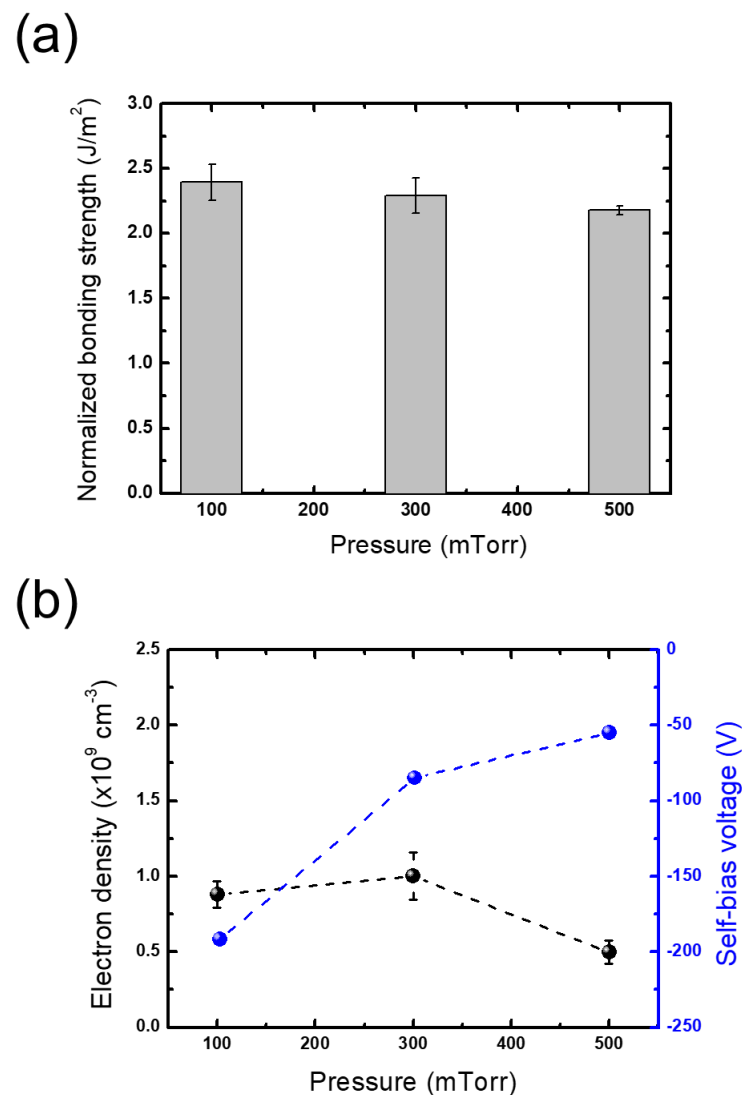 (a)
Normalized bonding strength (J/m²)
3.0
2.5
2.0
1.5
1.0
0.5
0.0
100 200 300 400 500
Pressure (mTorr)
(b)
Electron density (x10⁹ cm⁻³)
2.5
2.0
1.5
1.0
0.5
0.0
0
-50
-100
-150
-200
-250
Self-bias voltage (V)
100 200 300 400 500
Pressure (mTorr)